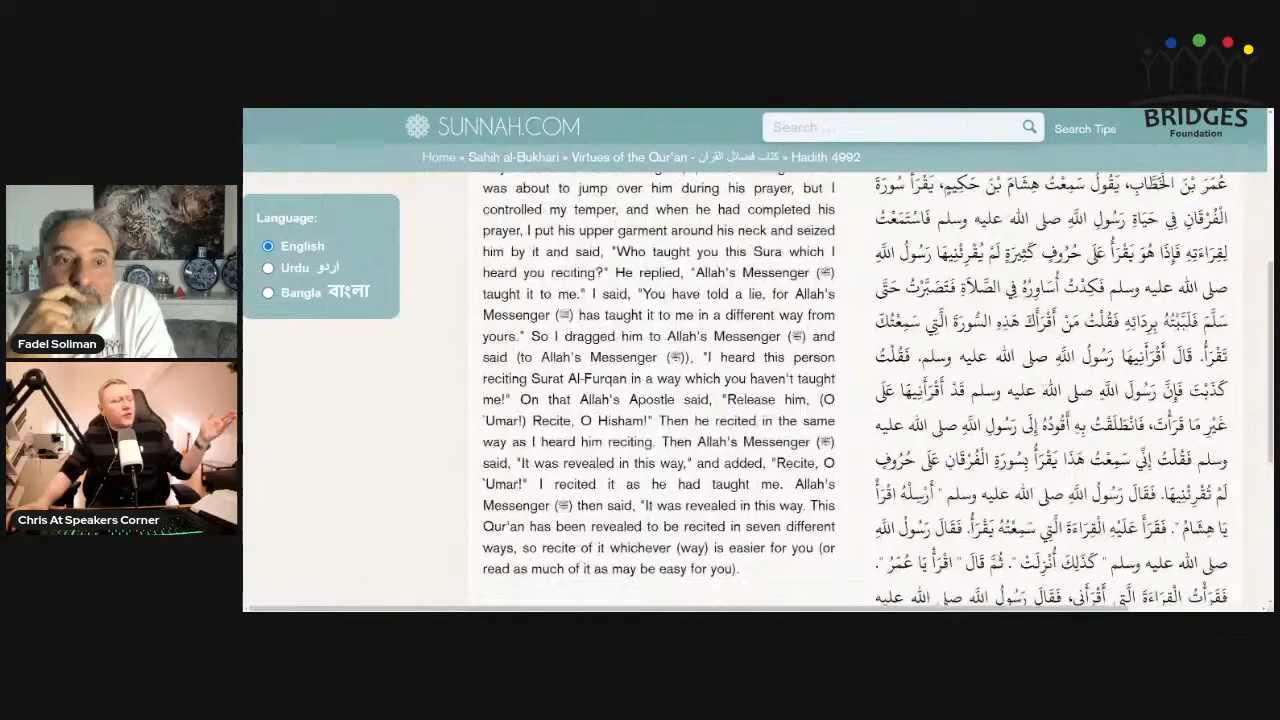 BRIDGES
Foundation
SUNNAH.COM
Search ...
Search Tips
Home » Sahih al-Bukhari » Virtues of the Qur'an - كتاب فضائل القرآن » Hadith 4992
Language:
English
Urdu اردو
Bangla বাংলা
was about to jump over him during his prayer, but I
controlled my temper, and when he had completed his
prayer, I put his upper garment around his neck and seized
him by it and said, "Who taught you this Sura which I
heard you reciting?" He replied, "Allah's Messenger (ﷺ)
taught it to me." I said, "You have told a lie, for Allah's
Messenger (ﷺ) has taught it to me in a different way from
yours." So I dragged him to Allah's Messenger (ﷺ) and
said (to Allah's Messenger (ﷺ)), "I heard this person
reciting Surat Al-Furqan in a way which you haven't taught
me!" On that Allah's Apostle said, "Release him, (O
`Umar!) Recite, O Hisham!" Then he recited in the same
way as I heard him reciting. Then Allah's Messenger (ﷺ)
said, "It was revealed in this way," and added, "Recite, O
`Umar!" I recited it as he had taught me. Allah's
Messenger (ﷺ) then said, "It was revealed in this way. This
Qur'an has been revealed to be recited in seven different
ways, so recite of it whichever (way) is easier for you (or
read as much of it as may be easy for you).
عُمَرَ بْنَ الْخَطَّابِ، يَقُولُ سَمِعْتُ هِشَامَ بْنَ حَكِيمٍ، يَقْرَأُ سُورَةَ
الْفُرْقَانِ فِي حَيَاةِ رَسُولِ اللَّهِ صلى الله عليه وسلم فَاسْتَمَعْتُ
لِقِرَاءَتِهِ فَإِذَا هُوَ يَقْرَأُ عَلَى حُرُوفٍ كَثِيرَةٍ لَمْ يُقْرِئْنِيهَا رَسُولُ اللَّهِ
صلى الله عليه وسلم فَكِدْتُ أُسَاوِرُهُ فِي الصَّلاَةِ فَتَصَبَّرْتُ حَتَّى
سَلَّمَ فَلَبَّبْتُهُ بِرِدَائِهِ فَقُلْتُ مَنْ أَقْرَأَكَ هَذِهِ السُّورَةَ الَّتِي سَمِعْتُكَ
تَقْرَأُ. قَالَ أَقْرَأَنِيهَا رَسُولُ اللَّهِ صلى الله عليه وسلم. فَقُلْتُ
كَذَبْتَ فَإِنَّ رَسُولَ اللَّهِ صلى الله عليه وسلم قَدْ أَقْرَأَنِيهَا عَلَى
غَيْرِ مَا قَرَأْتَ، فَانْطَلَقْتُ بِهِ أَقُودُهُ إِلَى رَسُولِ اللَّهِ صلى الله عليه
وسلم فَقُلْتُ إِنِّي سَمِعْتُ هَذَا يَقْرَأُ بِسُورَةِ الْفُرْقَانِ عَلَى حُرُوفٍ
لَمْ تُقْرِئْنِيهَا. فَقَالَ رَسُولُ اللَّهِ صلى الله عليه وسلم " أَرْسِلْهُ اقْرَأْ
يَا هِشَامُ ". فَقَرَأَ عَلَيْهِ الْقِرَاءَةَ الَّتِي سَمِعْتُهُ يَقْرَأُ. فَقَالَ رَسُولُ اللَّهِ
صلى الله عليه وسلم " كَذَلِكَ أُنْزِلَتْ ". ثُمَّ قَالَ " اقْرَأْ يَا عُمَرُ ".
فَقَرَأْتُ الْقِرَاءَةَ الَّتِي أَقْرَأَنِي، فَقَالَ رَسُولُ اللَّهِ صلى الله عليه
Fadel Soliman
Chris At Speakers Corner